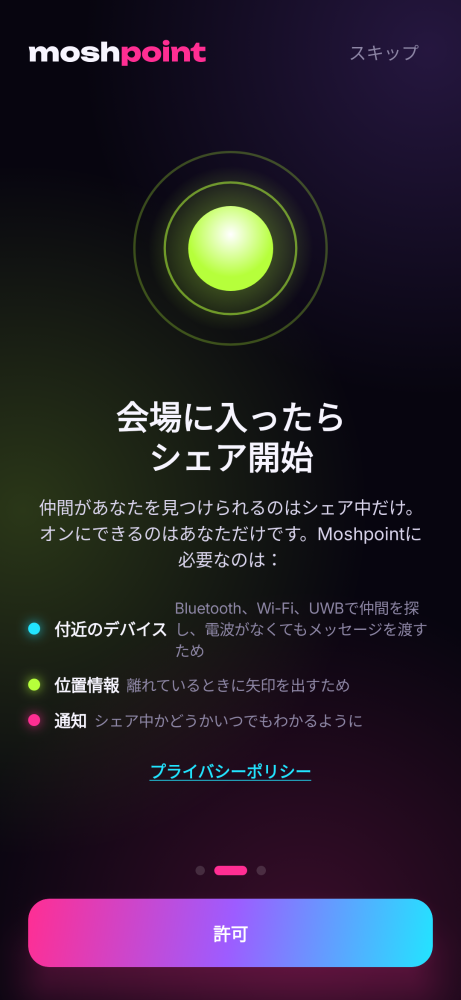 moshpoint
スキップ
会場に入ったら
シェア開始
仲間があなたを見つけられるのはシェア中だけ。
オンにできるのはあなただけです。Moshpointに
必要なのは：
付近のデバイス
Bluetooth、Wi-Fi、UWBで仲間を探
し、電波がなくてもメッセージを渡す
ため
位置情報 離れているときに矢印を出すため
通知 シェア中かどうかいつでもわかるように
プライバシーポリシー
許可